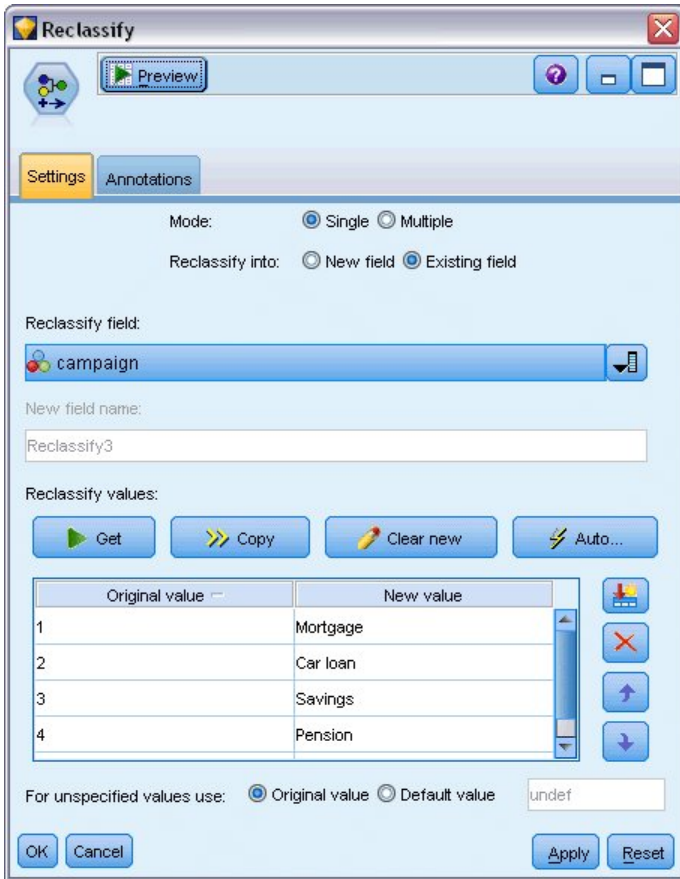 Reclassify
Preview
Settings Annotations
Mode: Single Multiple
Reclassify into: New field Existing field
Reclassify field:
campaign
New field name:
Reclassify3
Reclassify values:
Get Copy Clear new Auto...
Original value New value
1 Mortgage
2 Car loan
3 Savings
4 Pension
For unspecified values use: Original value Default value undef
OK Cancel Apply Reset